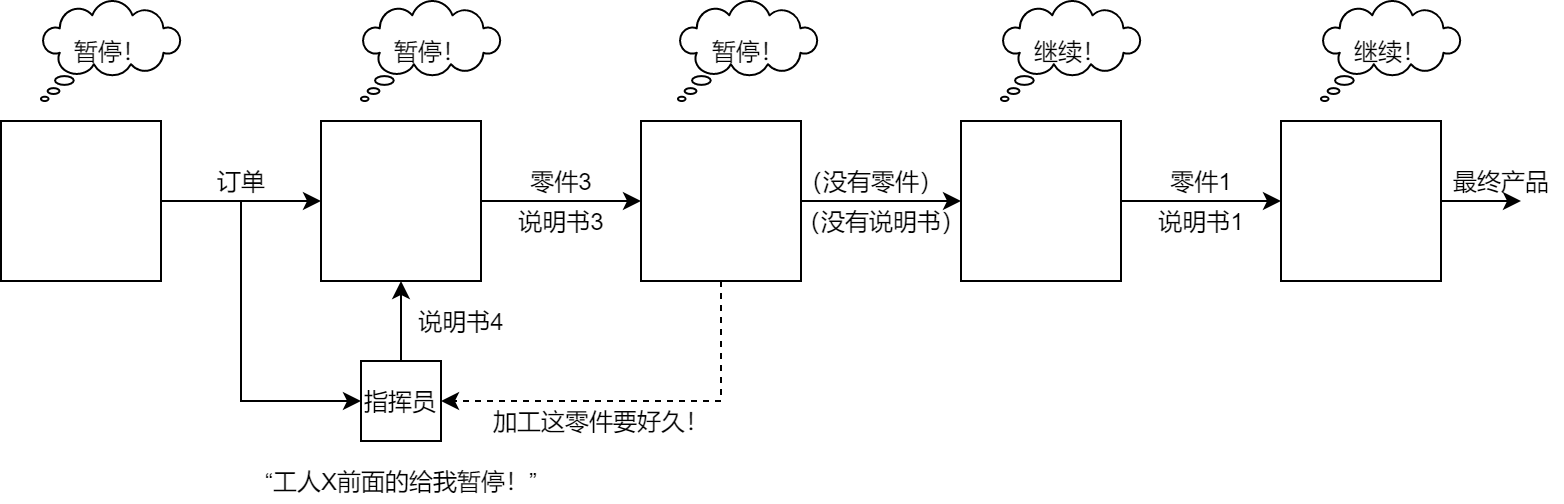 暂停！
暂停！
暂停！
继续！
继续！
订单
零件3
说明书3
（没有零件）
（没有说明书）
零件1
说明书1
最终产品
说明书4
指挥员
加工这零件要好久！
“工人X前面的给我暂停！”